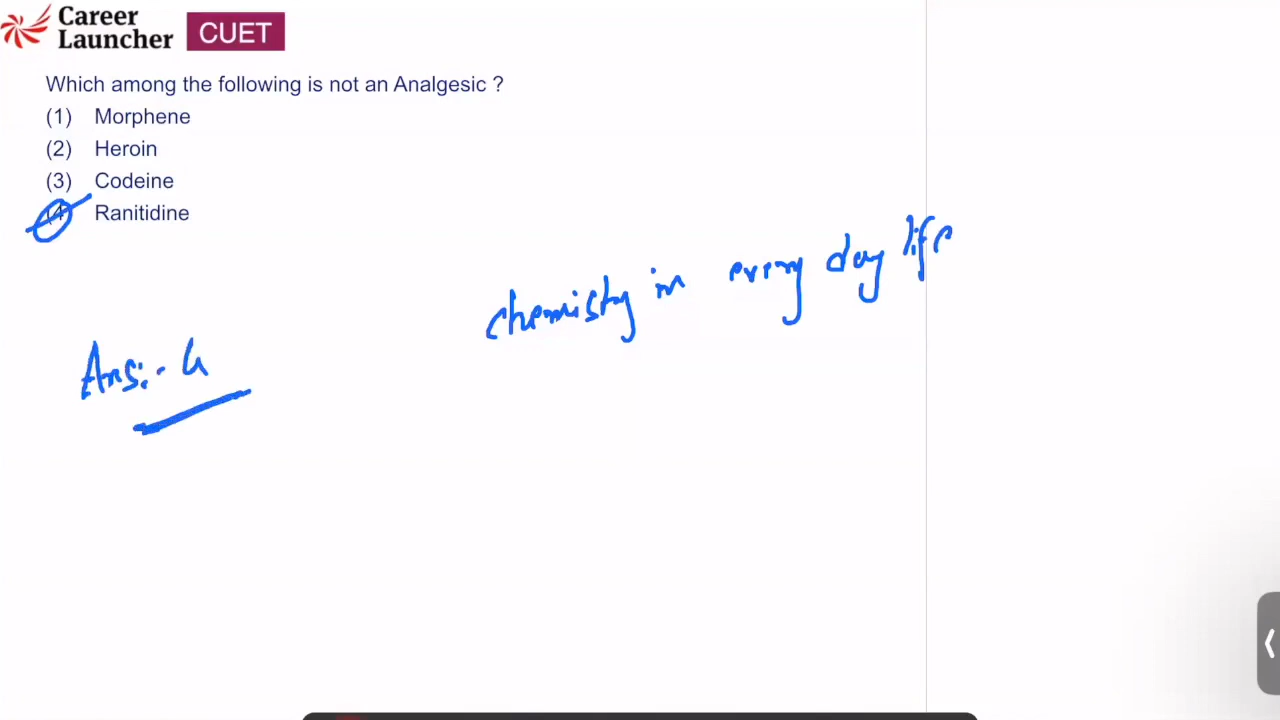 Career
Launcher
CUET
Which among the following is not an Analgesic ?
(1) Morphene
(2) Heroin
(3) Codeine
(4) Ranitidine
chemistry in every day life
Ans:- 4